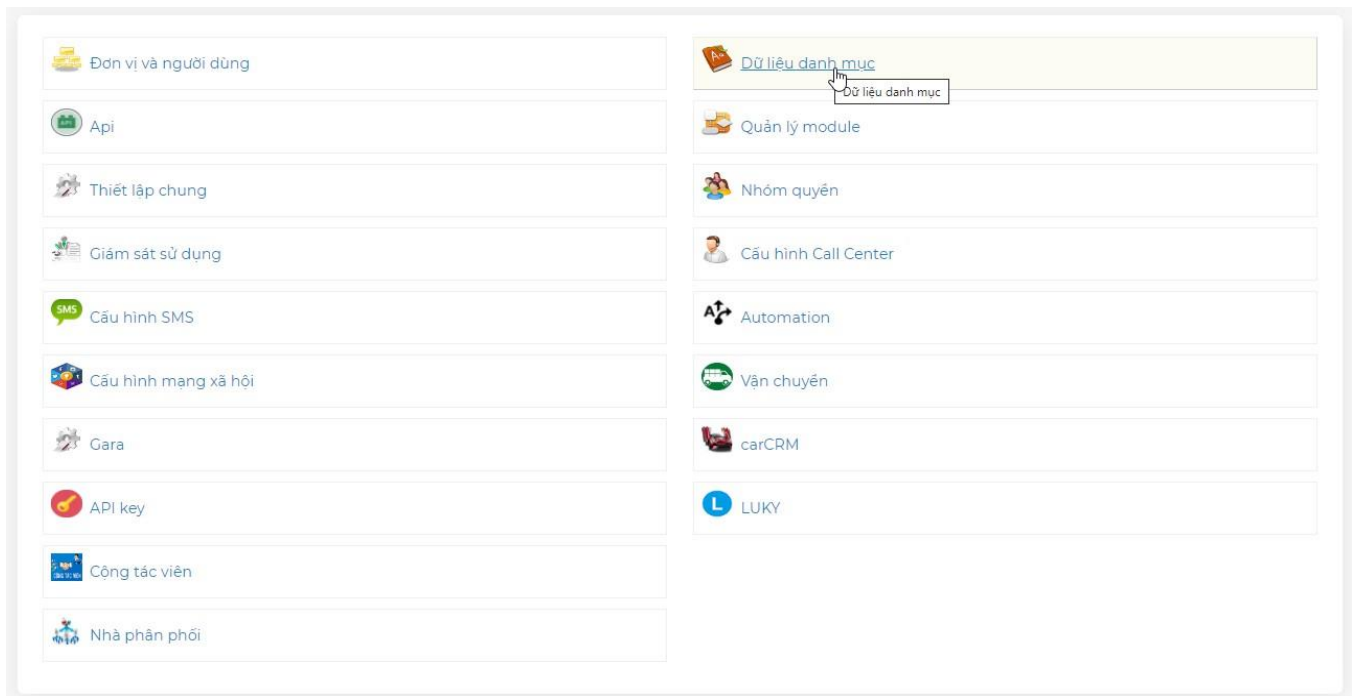 Đơn vị và người dùng
Dữ liệu danh mục
Dữ liệu danh mục
Api
Quản lý module
Thiết lập chung
Nhóm quyền
Giám sát sử dụng
Cấu hình Call Center
SMS
Cấu hình SMS
Automation
Cấu hình mạng xã hội
Vận chuyển
Gara
carCRM
API key
L
LUKY
Cộng tác viên
Nhà phân phối